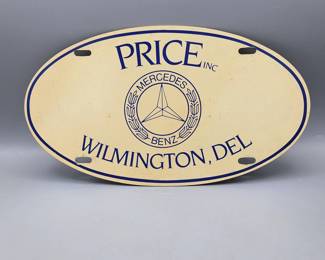 PRICE INC
MERCEDES
BENZ
WILMINGTON, DEL